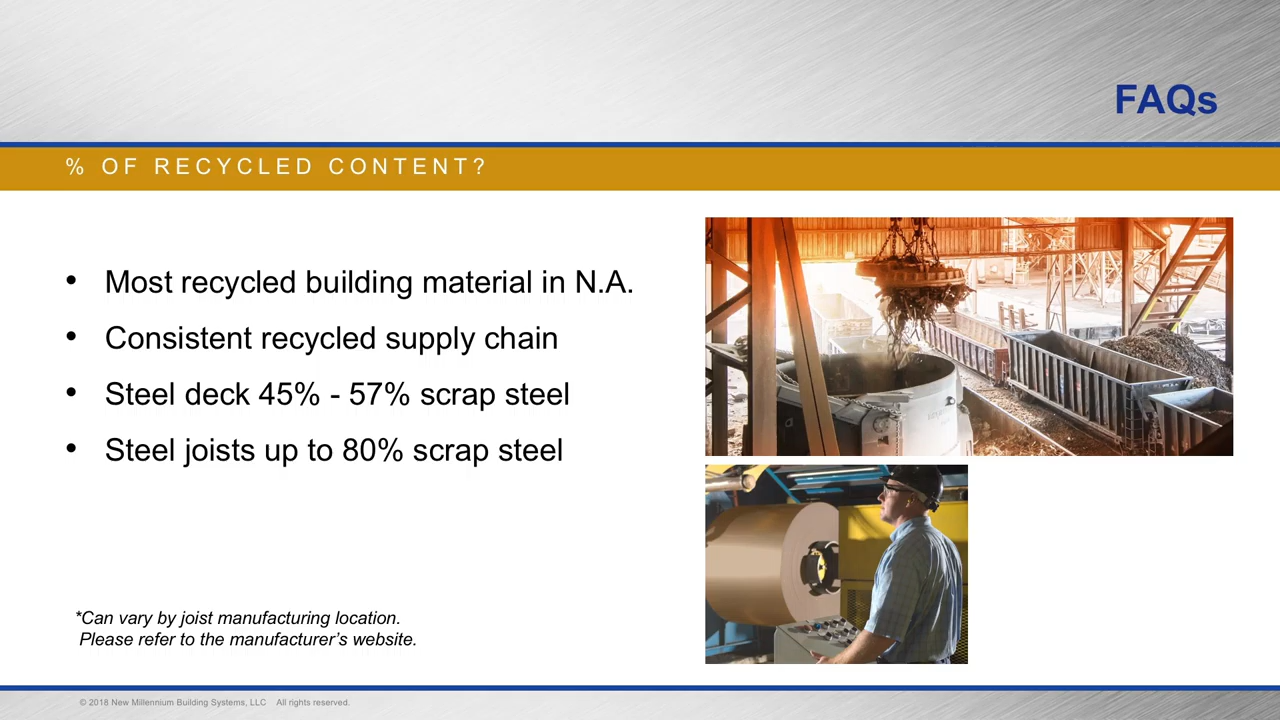 FAQs
% OF RECYCLED CONTENT?
• Most recycled building material in N.A.
• Consistent recycled supply chain
• Steel deck 45% - 57% scrap steel
• Steel joists up to 80% scrap steel
*Can vary by joist manufacturing location.
Please refer to the manufacturer’s website.
© 2018 New Millennium Building Systems, LLC All rights reserved.